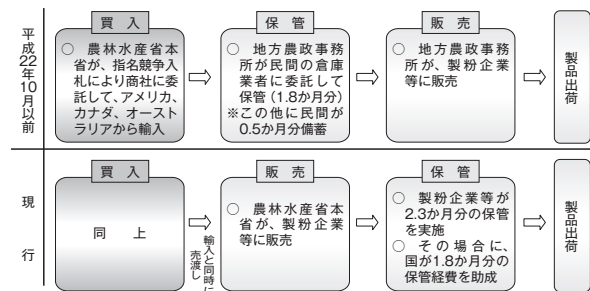 平成22年10月以前
買 入
○ 農林水産省本
省が、指名競争入
札により商社に委
託して、アメリカ、
カナダ、オースト
ラリアから輸入
保 管
○ 地方農政事務
所が民間の倉庫
業者に委託して
保管（1.8か月分）
※この他に民間が
0.5か月分備蓄
販 売
○ 地方農政事務
所が、製粉企業
等に販売
製品出荷
現 行
買 入
同 上
輸入と同時に
売渡し
販 売
○ 農林水産省本
省が、製粉企業
等に販売
保 管
○ 製粉企業等が
2.3か月分の保管
を実施
○ その場合に、
国が1.8か月分の
保管経費を助成
製品出荷